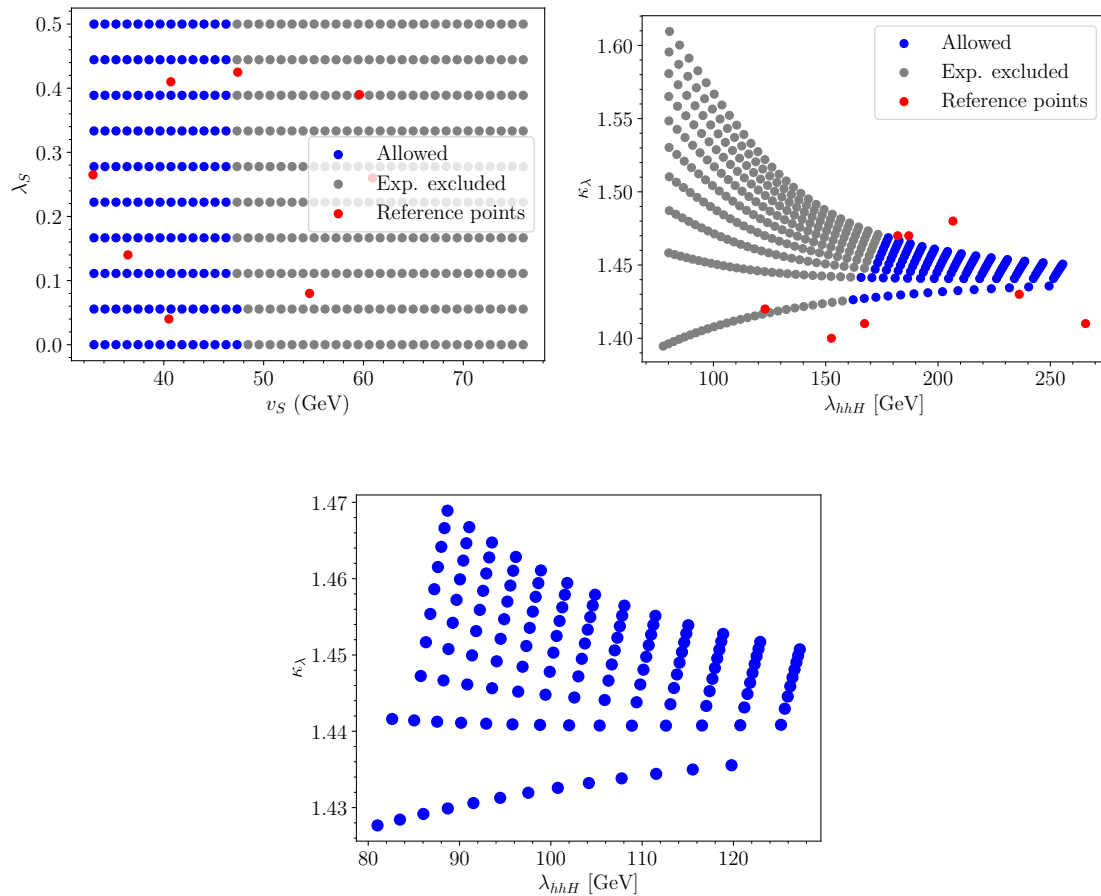 0.5
0.4
0.3
0.2
0.1
0.0
λ_S
40
50
60
70
v_S (GeV)
Allowed
Exp. excluded
Reference points
1.60
1.55
1.50
1.45
1.40
κ_λ
100
150
200
250
λ_hhH [GeV]
Allowed
Exp. excluded
Reference points
1.47
1.46
1.45
1.44
1.43
κ_λ
80
90
100
110
120
λ_hhH [GeV]